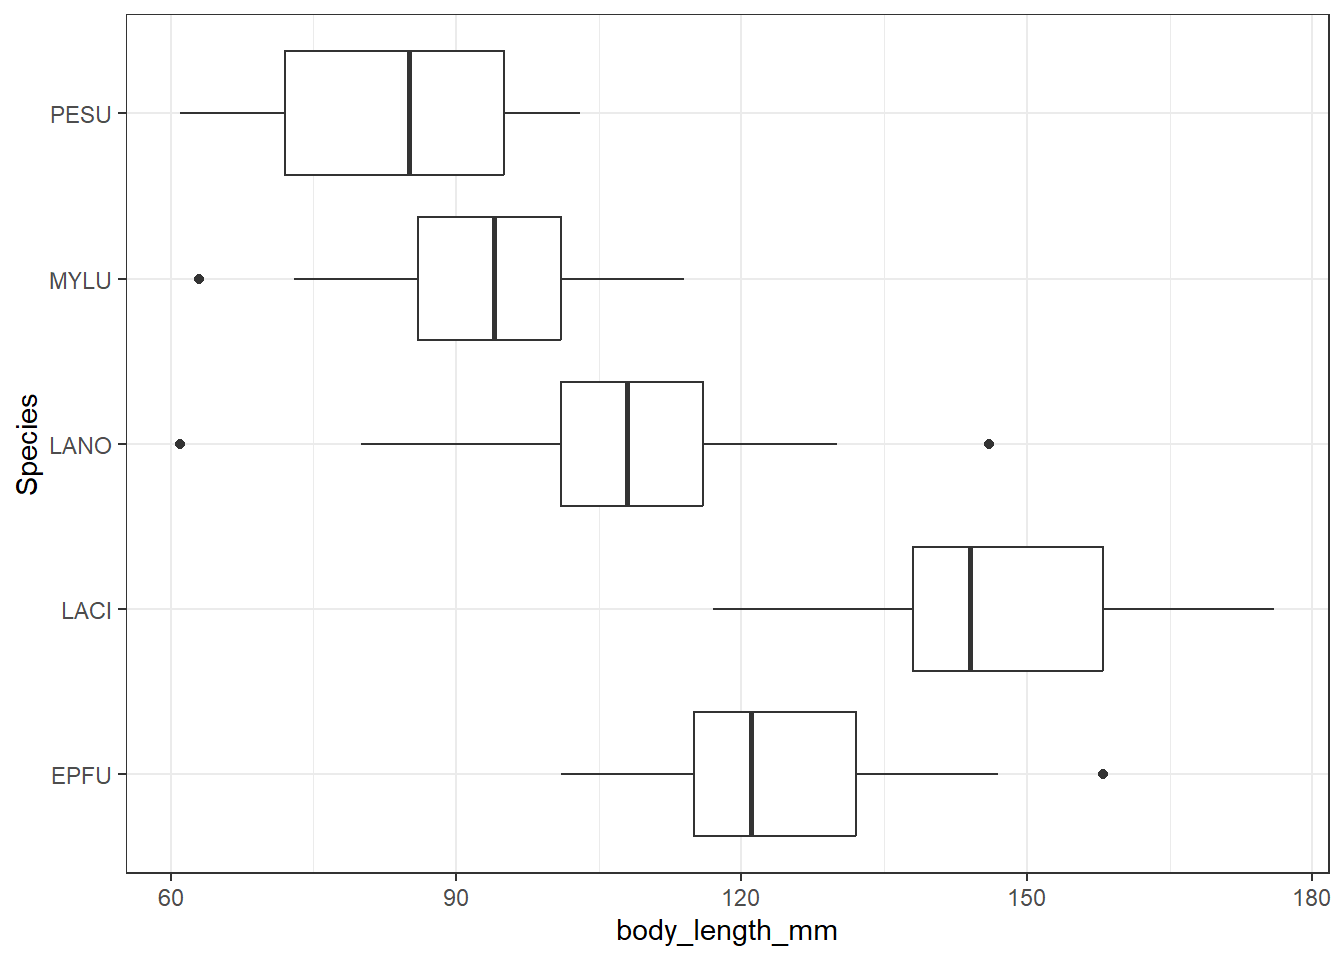 Species
PESU
MYLU
LANO
LACI
EPFU
60 90 120 150 180
body_length_mm